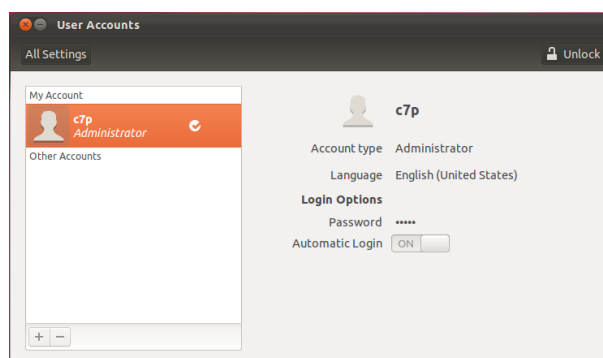 User Accounts
All Settings
Unlock
My Account
c7p
Administrator
Other Accounts
c7p
Account type Administrator
Language English (United States)
Login Options
Password •••••
Automatic Login ON